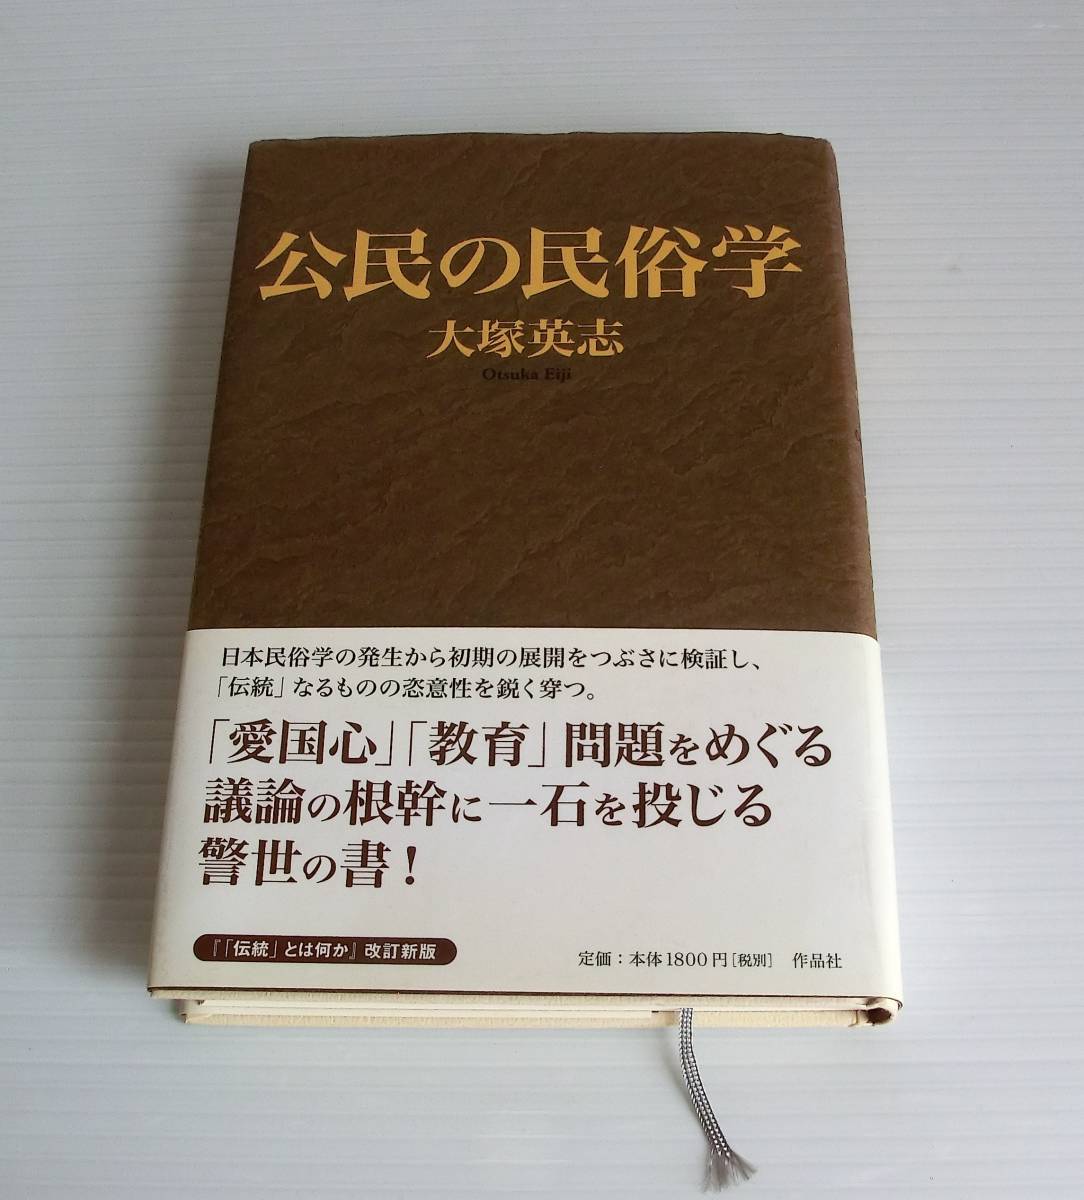 公民の民俗学
大塚英志
Otsuka Eiji
日本民俗学の発生から初期の展開をつぶさに検証し、
「伝統」なるものの恣意性を鋭く穿つ。
「愛国心」「教育」問題をめぐる
議論の根幹に一石を投じる
警世の書!
『「伝統」とは何か』改訂新版
定価:本体1800円[税別] 作品社